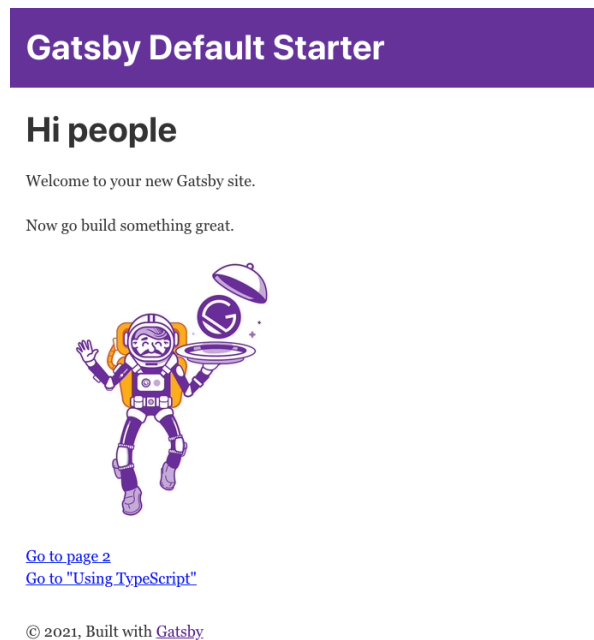 Gatsby Default Starter
Hi people
Welcome to your new Gatsby site.
Now go build something great.
Go to page 2
Go to "Using TypeScript"
© 2021, Built with Gatsby